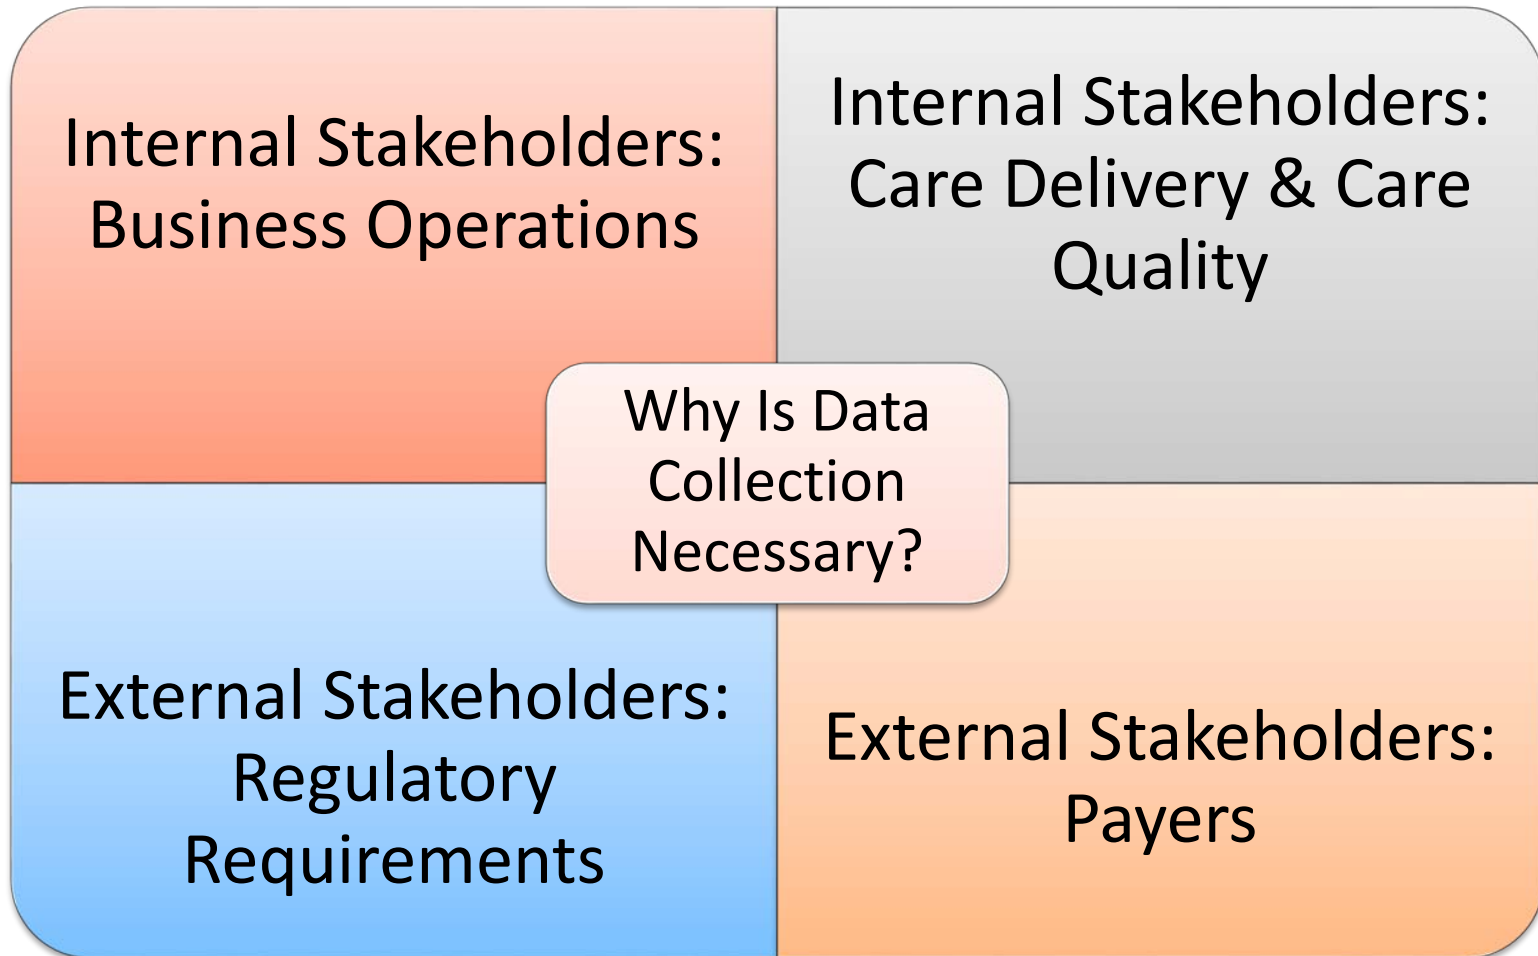 Internal Stakeholders:
Business Operations
Internal Stakeholders:
Care Delivery & Care
Quality
Why Is Data
Collection
Necessary?
External Stakeholders:
Regulatory
Requirements
External Stakeholders:
Payers